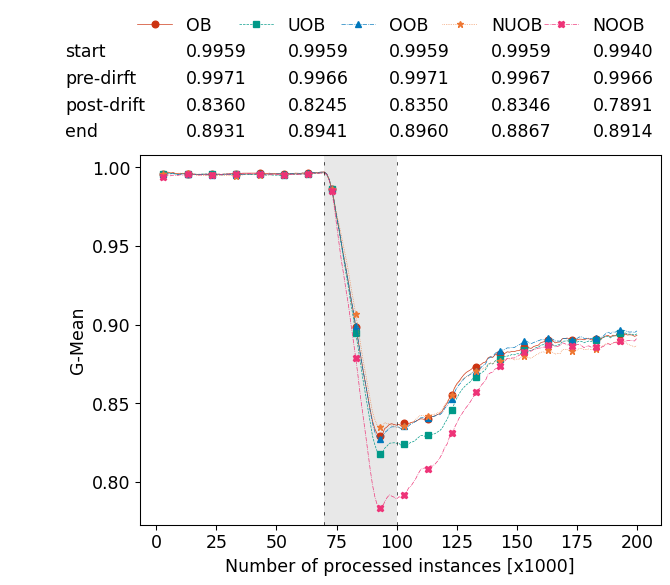 OB UOB OOB NUOB NOOB
start 0.9959 0.9959 0.9959 0.9959 0.9940
pre-dirft 0.9971 0.9966 0.9971 0.9967 0.9966
post-drift 0.8360 0.8245 0.8350 0.8346 0.7891
end 0.8931 0.8941 0.8960 0.8867 0.8914
1.00
0.95
0.90
0.85
0.80
G-Mean
0 25 50 75 100 125 150 175 200
Number of processed instances [x1000]